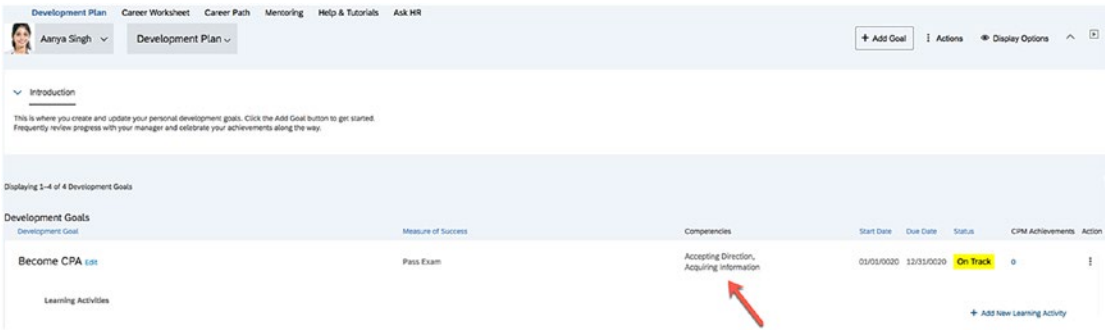 Development Plan Career Worksheet Career Path Mentoring Help & Tutorials Ask HR
Aanya Singh Development Plan + Add Goal Actions Display Options
Introduction
This is where you create and update your personal development goals. Click the Add Goal button to get started.
Frequently review progress with your manager and celebrate your achievements along the way.
Displaying 1-4 of 4 Development Goals
Development Goals
Development Goal Measure of Success Competencies Start Date Due Date Status CPM Achievements Action
Become CPA Edit Pass Exam Accepting Direction, 01/01/0020 12/31/0020 On Track 0
Acquiring Information
Learning Activities
+ Add New Learning Activity